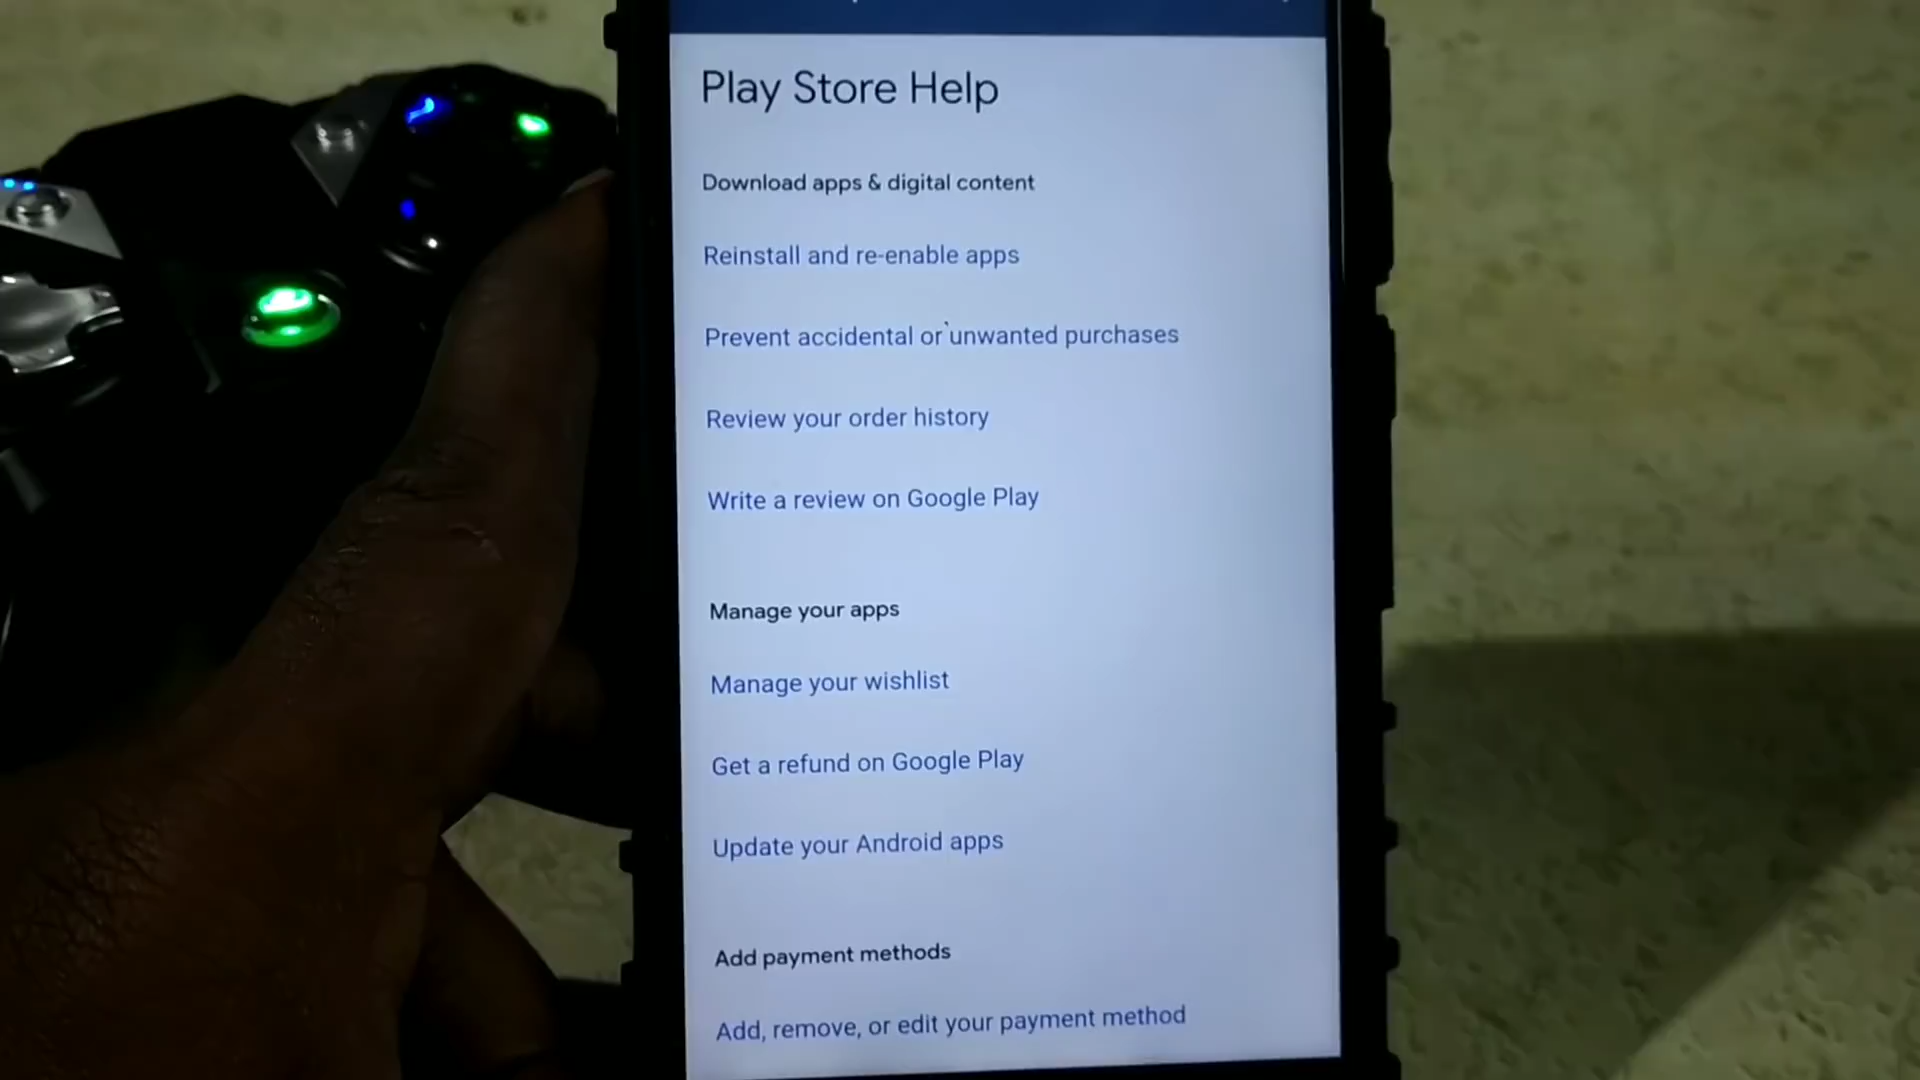 Play Store Help
Download apps & digital content
Reinstall and re-enable apps
Prevent accidental or unwanted purchases
Review your order history
Write a review on Google Play
Manage your apps
Manage your wishlist
Get a refund on Google Play
Update your Android apps
Add payment methods
Add, remove, or edit your payment method